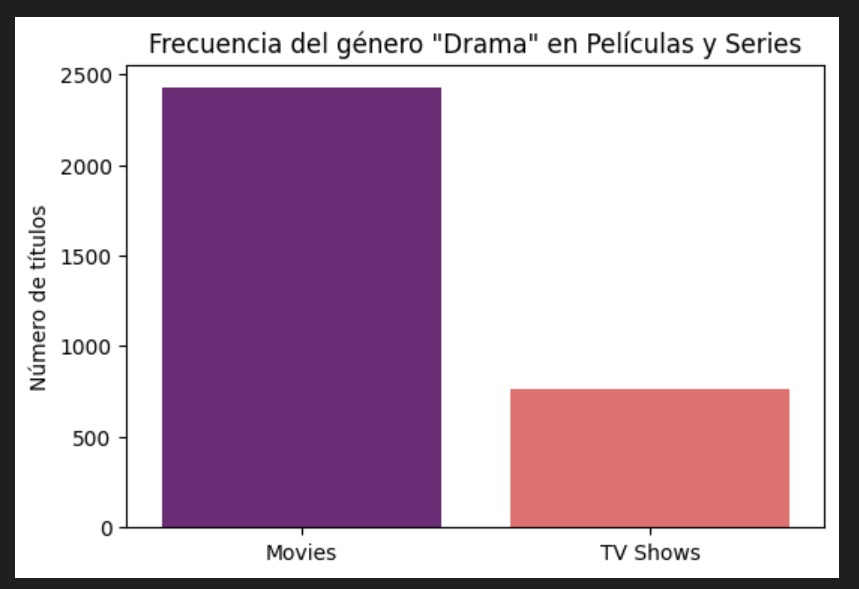 Frecuencia del género "Drama" en Películas y Series
Número de títulos
2500
2000
1500
1000
500
0
Movies
TV Shows